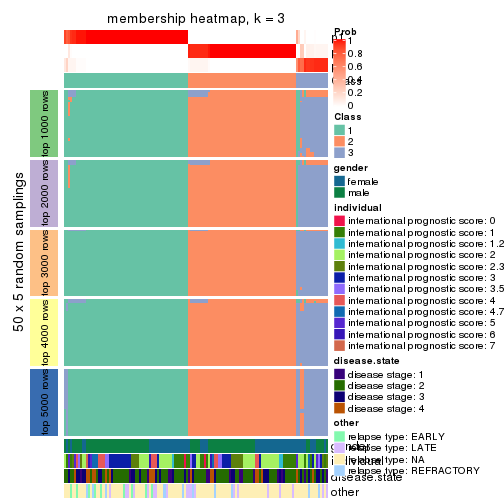 membership heatmap, k = 3
50 x 5 random samplings
top 1000 rows
top 2000 rows
top 3000 rows
top 4000 rows
top 5000 rows
Prob
1
0.8
0.6
0.4
0.2
0
Class
1
2
3
gender
female
male
individual
international prognostic score: 0
international prognostic score: 1
international prognostic score: 1.2
international prognostic score: 2
international prognostic score: 2.3
international prognostic score: 3
international prognostic score: 3.5
international prognostic score: 4
international prognostic score: 4.7
international prognostic score: 5
international prognostic score: 6
international prognostic score: 7
disease.state
disease stage: 1
disease stage: 2
disease stage: 3
disease stage: 4
other
relapse type: EARLY
relapse type: LATE
relapse type: NA
relapse type: REFRACTORY
gender
individual
disease.state
other